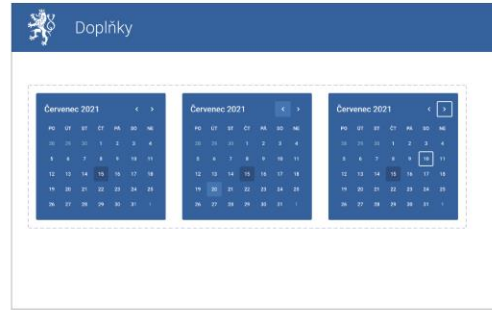 Doplňky
Červenec 2021 ‹ ›
PO ÚT ST ČT PÁ SO NE
28 29 30 1 2 3 4
5 6 7 8 9 10 11
12 13 14 15 16 17 18
19 20 21 22 23 24 25
26 27 28 29 30 31 1
Červenec 2021 ‹ ›
PO ÚT ST ČT PÁ SO NE
28 29 30 1 2 3 4
5 6 7 8 9 10 11
12 13 14 15 16 17 18
19 20 21 22 23 24 25
26 27 28 29 30 31 1
Červenec 2021 ‹ ›
PO ÚT ST ČT PÁ SO NE
28 29 30 1 2 3 4
5 6 7 8 9 10 11
12 13 14 15 16 17 18
19 20 21 22 23 24 25
26 27 28 29 30 31 1